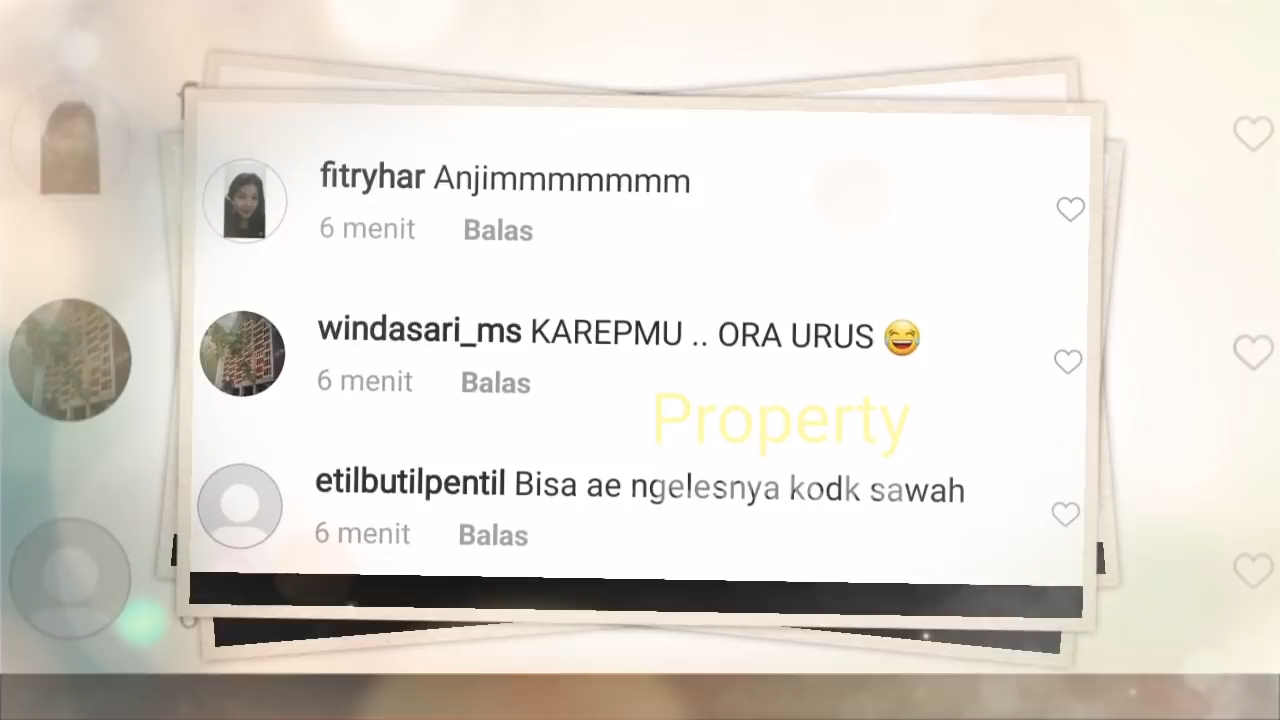 fitryhar Anjimmmmmmm
6 menit Balas
windasari_ms KAREPMU .. ORA URUS 😂
6 menit Balas
Property
etilbutilpentil Bisa ae ngelesnya kodk sawah
6 menit Balas